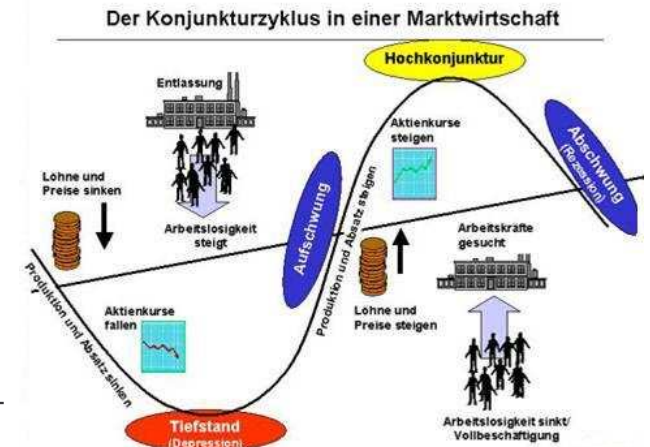 Der Konjunkturzyklus in einer Marktwirtschaft
Hochkonjunktur
Entlassung
Löhne und
Preise sinken
Arbeitslosigkeit
steigt
Aktienkurse
steigen
Abschwung
(Rezession)
Aufschwung
Produktion und Absatz steigen
Arbeitskräfte
gesucht
Produktion und Absatz sinken
Aktienkurse
fallen
Löhne und
Preise steigen
Tiefstand
(Depression)
Arbeitslosigkeit sinkt/
Vollbeschäftigung